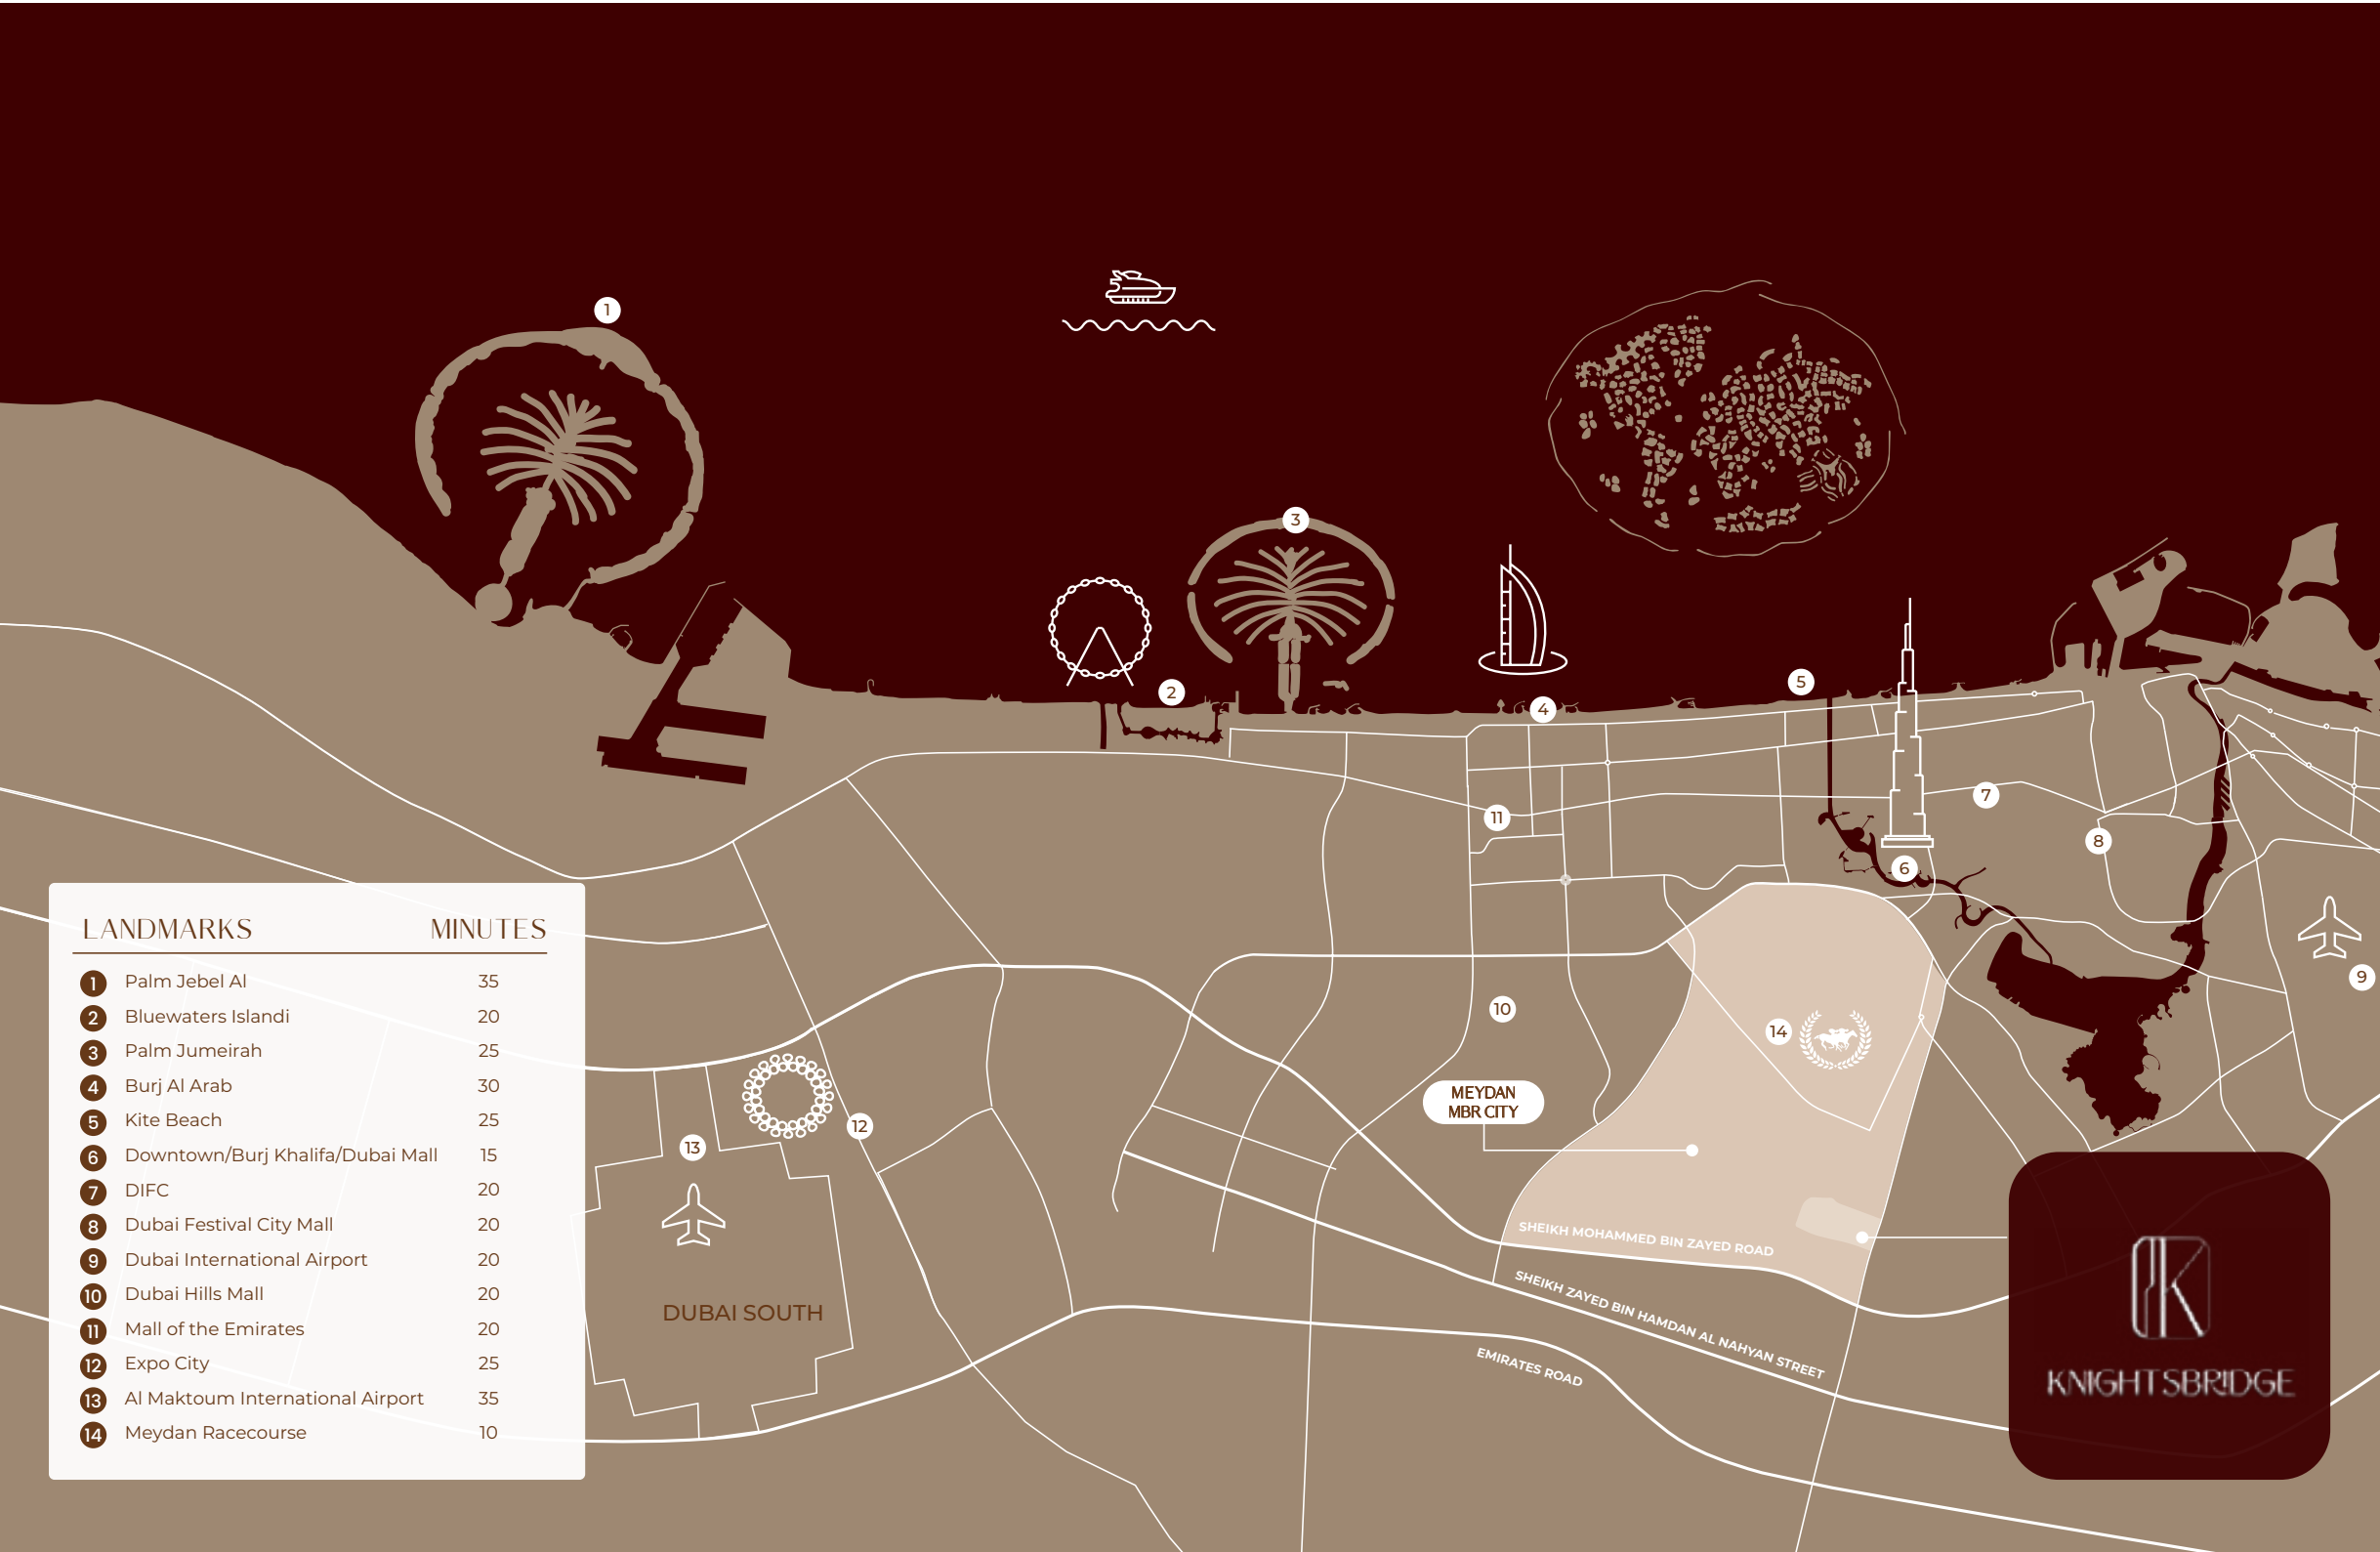 1
3
2
5
4
7
11
8
6
9
LANDMARKS MINUTES
1 Palm Jebel Al 35
2 Bluewaters Islandi 20
3 Palm Jumeirah 25
4 Burj Al Arab 30
5 Kite Beach 25
6 Downtown/Burj Khalifa/Dubai Mall 15
7 DIFC 20
8 Dubai Festival City Mall 20
9 Dubai International Airport 20
10 Dubai Hills Mall 20
11 Mall of the Emirates 20
12 Expo City 25
13 Al Maktoum International Airport 35
14 Meydan Racecourse 10
10
14
MEYDAN
MBR CITY
12
13
DUBAI SOUTH
SHEIKH MOHAMMED BIN ZAYED ROAD
SHEIKH ZAYED BIN HAMDAN AL NAHYAN STREET
EMIRATES ROAD
K
KNIGHTSBRIDGE